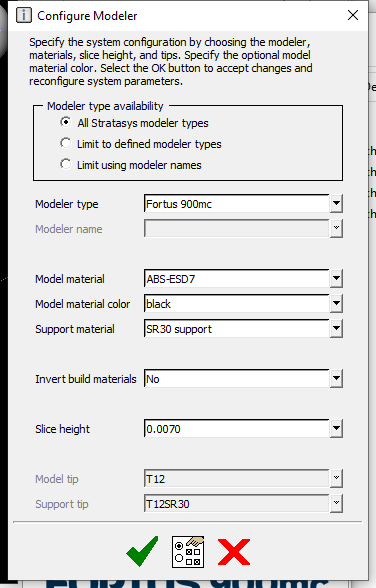 Configure Modeler
Specify the system configuration by choosing the modeler,
materials, slice height, and tips. Specify the optional model
material color. Select the OK button to accept changes and
reconfigure system parameters.
Modeler type availability
All Stratasys modeler types
Limit to defined modeler types
Limit using modeler names
Modeler type Fortus 900mc
Modeler name
Model material ABS-ESD7
Model material color black
Support material SR30 support
Invert build materials No
Slice height 0.0070
Model tip T12
Support tip T12SR30
FORTUS 900mc